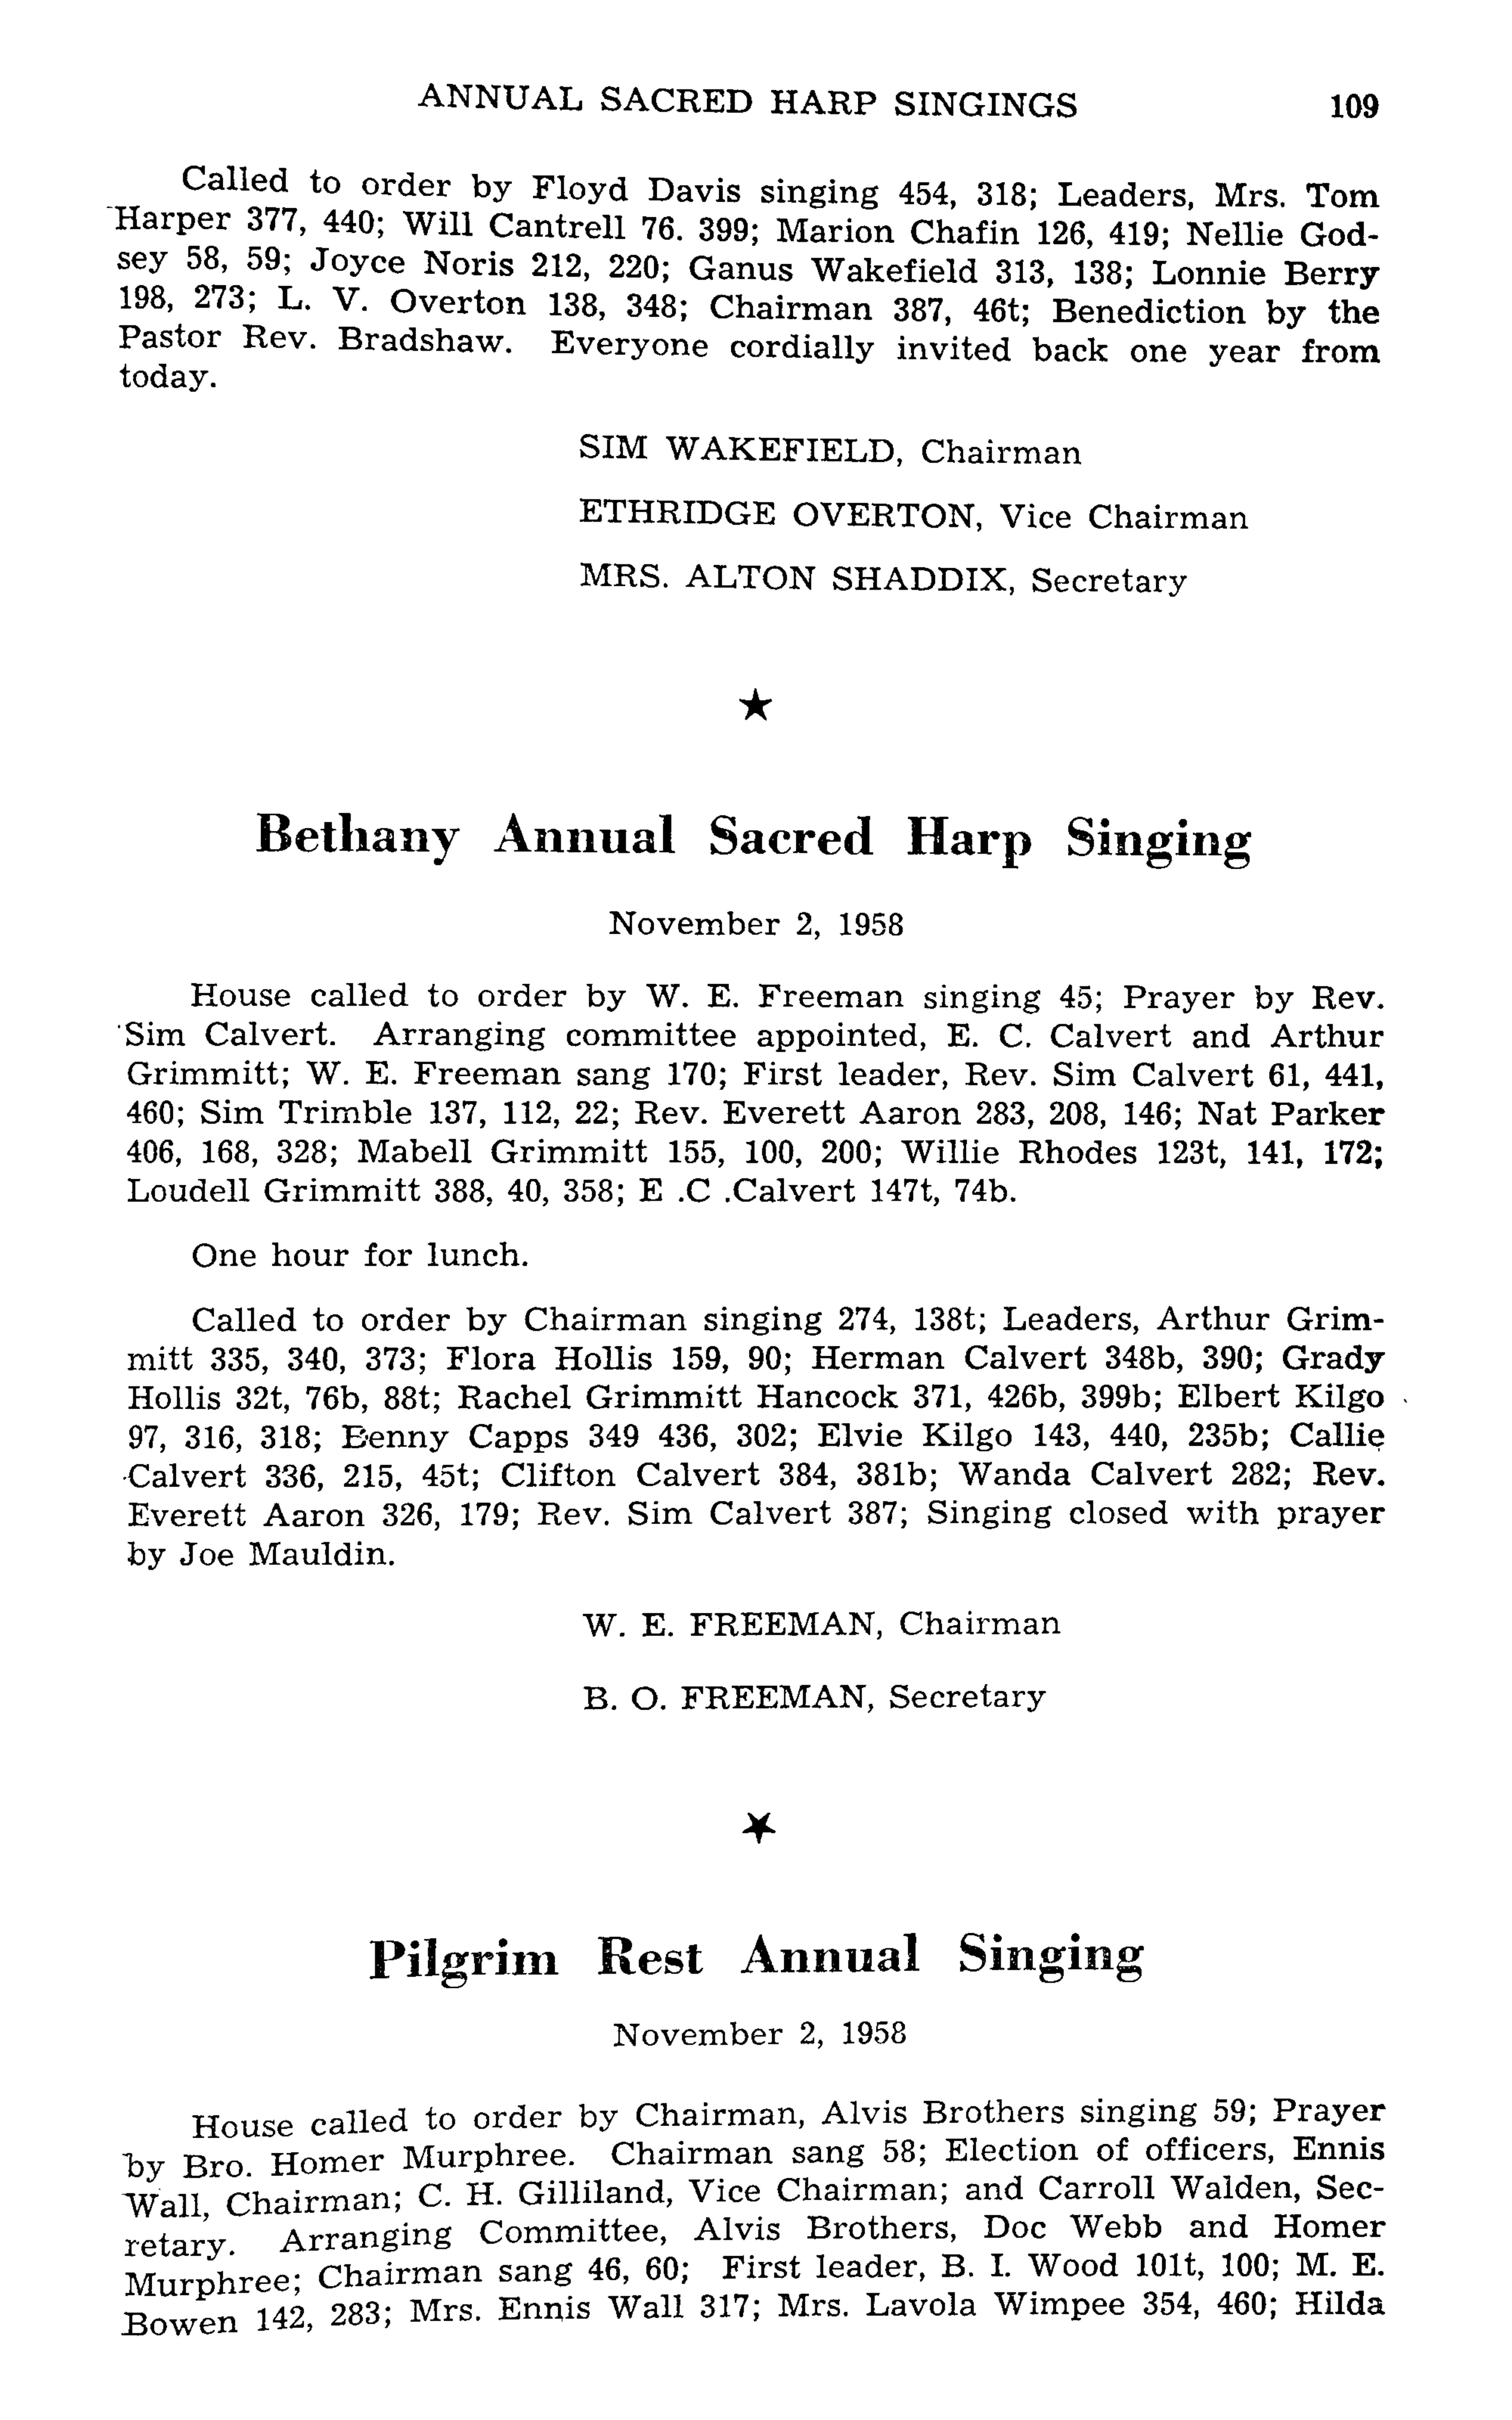 ANNUAL SACRED HARP SINGINGS 109
Called to order by Floyd Davis singing 454, 318; Leaders, Mrs. Tom
Harper 377, 440; Will Cantrell 76. 399; Marion Chafin 126, 419; Nellie God-
sey 58, 59; Joyce Noris 212, 220; Ganus Wakefield 313, 138; Lonnie Berry
198, 273; L. V. Overton 138, 348; Chairman 387, 46t; Benediction by the
Pastor Rev. Bradshaw. Everyone cordially invited back one year from
today.
SIM WAKEFIELD, Chairman
ETHRIDGE OVERTON, Vice Chairman
MRS. ALTON SHADDIX, Secretary
★
Bethany Annual Sacred Harp Singing
November 2, 1958
House called to order by W. E. Freeman singing 45; Prayer by Rev.
Sim Calvert. Arranging committee appointed, E. C. Calvert and Arthur
Grimmitt; W. E. Freeman sang 170; First leader, Rev. Sim Calvert 61, 441,
460; Sim Trimble 137, 112, 22; Rev. Everett Aaron 283, 208, 146; Nat Parker
406, 168, 328; Mabell Grimmitt 155, 100, 200; Willie Rhodes 123t, 141, 172;
Loudell Grimmitt 388, 40, 358; E .C .Calvert 147t, 74b.
One hour for lunch.
Called to order by Chairman singing 274, 138t; Leaders, Arthur Grim-
mitt 335, 340, 373; Flora Hollis 159, 90; Herman Calvert 348b, 390; Grady
Hollis 32t, 76b, 88t; Rachel Grimmitt Hancock 371, 426b, 399b; Elbert Kilgo
97, 316, 318; Benny Capps 349 436, 302; Elvie Kilgo 143, 440, 235b; Callie
Calvert 336, 215, 45t; Clifton Calvert 384, 381b; Wanda Calvert 282; Rev.
Everett Aaron 326, 179; Rev. Sim Calvert 387; Singing closed with prayer
by Joe Mauldin.
W. E. FREEMAN, Chairman
B. O. FREEMAN, Secretary
★
Pilgrim Rest Annual Singing
November 2, 1958
House called to order by Chairman, Alvis Brothers singing 59; Prayer
by Bro. Homer Murphree. Chairman sang 58; Election of officers, Ennis
Wall, Chairman; C. H. Gilliland, Vice Chairman; and Carroll Walden, Sec-
retary. Arranging Committee, Alvis Brothers, Doc Webb and Homer
Murphree; Chairman sang 46, 60; First leader, B. I. Wood 101t, 100; M. E.
Bowen 142, 283; Mrs. Ennis Wall 317; Mrs. Lavola Wimpee 354, 460; Hilda